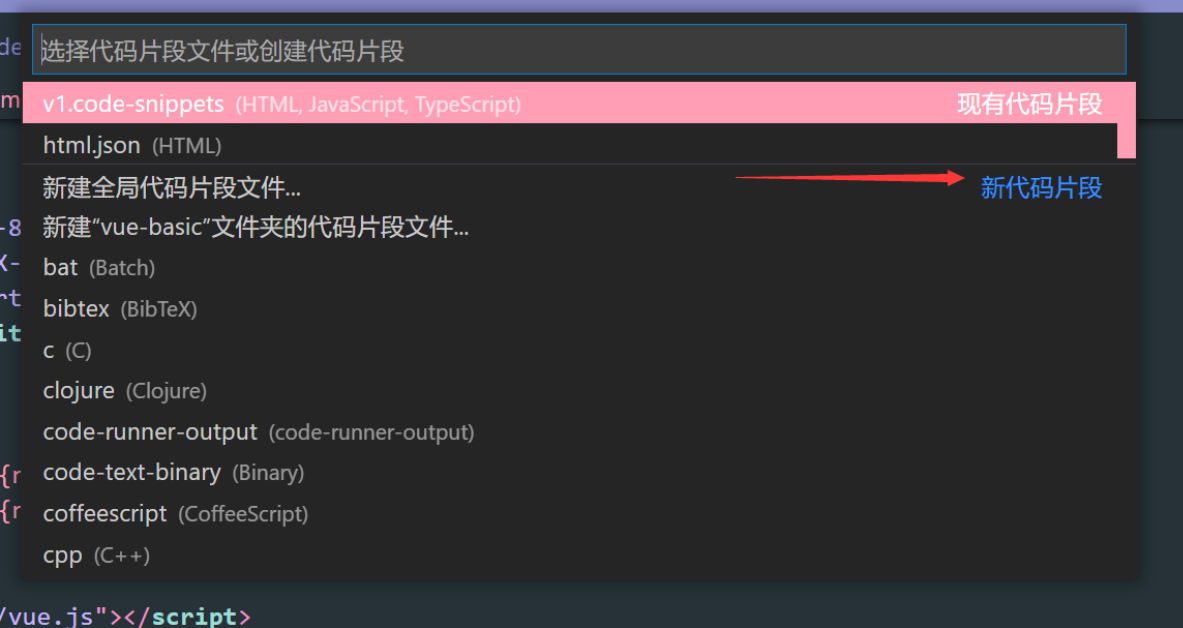 de
选择代码片段文件或创建代码片段
m
v1.code-snippets (HTML, JavaScript, TypeScript) 现有代码片段
html.json (HTML)
新建全局代码片段文件... 新代码片段
-8
新建“vue-basic”文件夹的代码片段文件...
X-
bat (Batch)
rt
bibtex (BibTeX)
it
c (C)
clojure (Clojure)
code-runner-output (code-runner-output)
{r
code-text-binary (Binary)
{r
coffeescript (CoffeeScript)
cpp (C++)
/vue.js"></script>